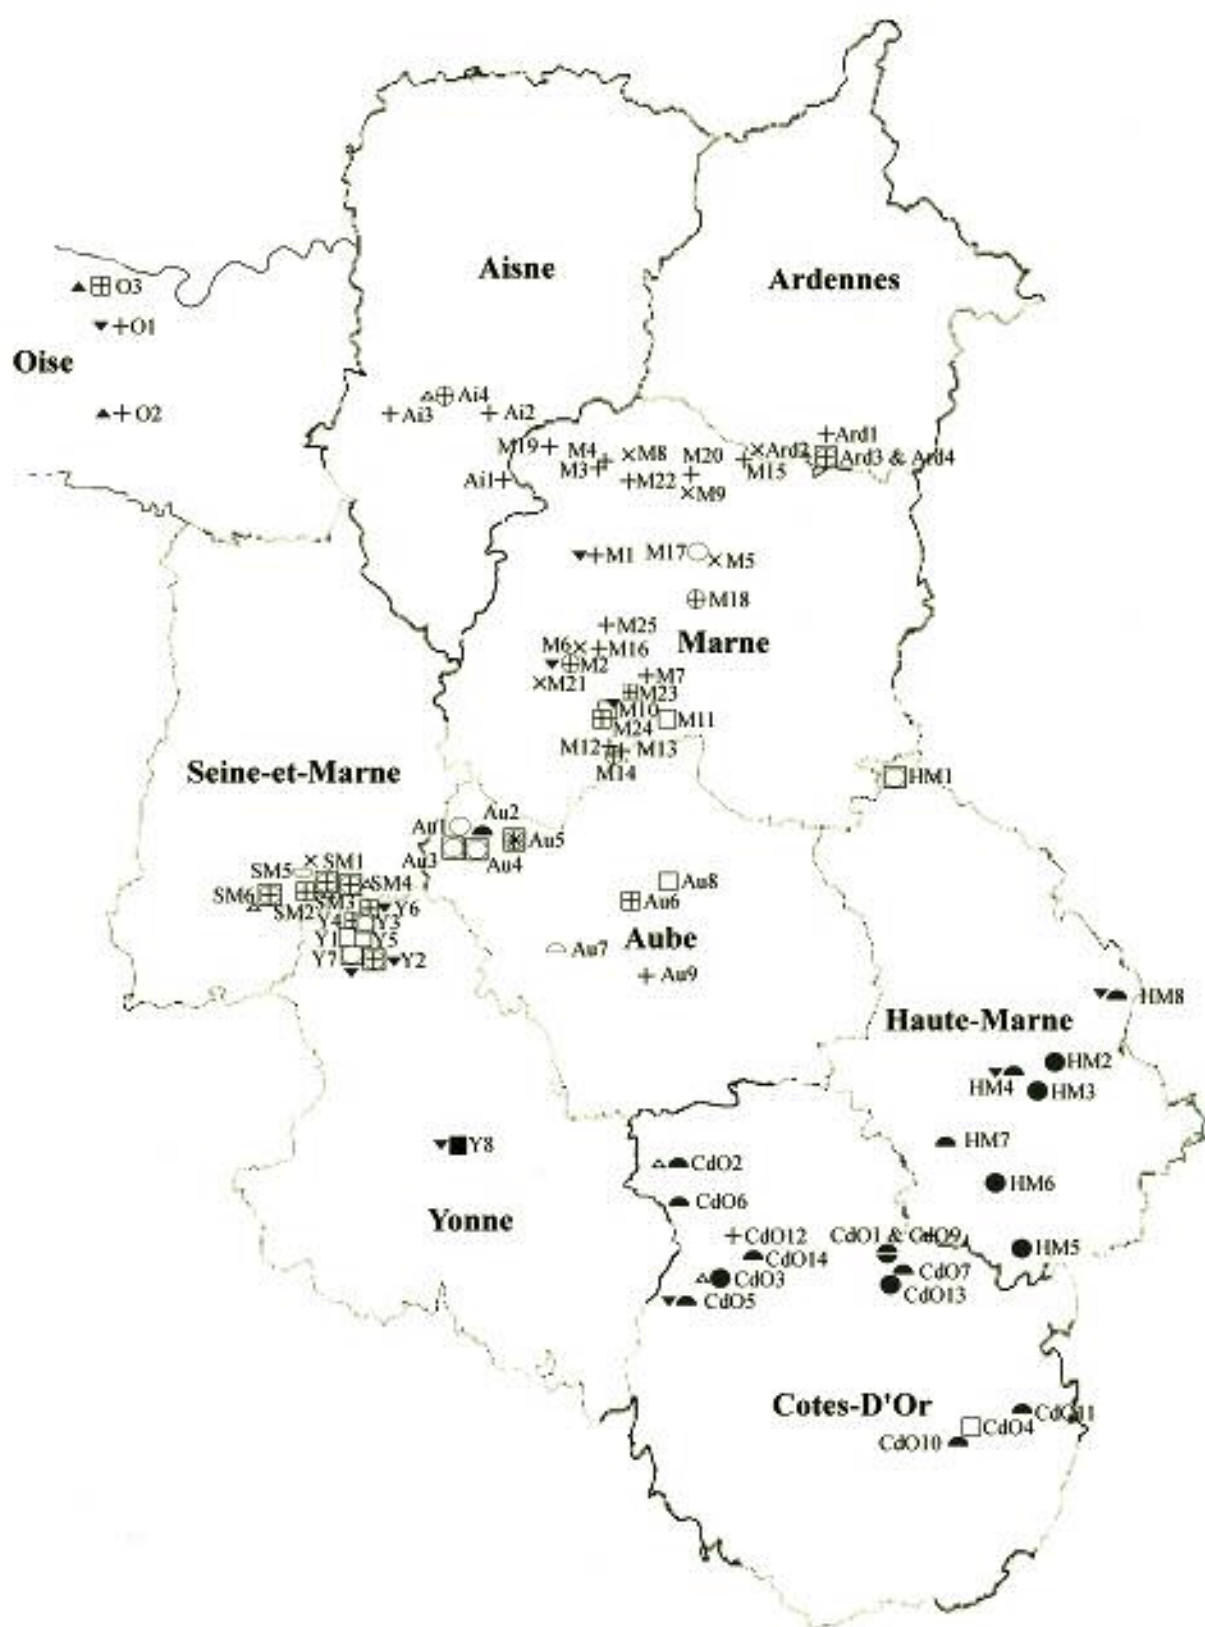 Aisne
Ardennes
O3
O1
Oise
O2
Ai4
Ai3
Ai2
Ard1
M19
M4
M8
M20
Ard2
Ard3 & Ard4
M3
M15
Ai1
M22
M9
M1
M17
M5
M18
M25
M6
M16
Marne
M2
M7
M21
M23
M10
M11
M24
M12
M13
M14
Seine-et-Marne
HM1
Au2
Au1
Au5
Au3
Au4
SM1
SM5
SM4
Au8
SM6
SM3
SM2
Y6
Au6
Y4
Y3
Aube
Y1
Y5
Au7
Y7
Y2
Au9
HM8
Haute-Marne
HM2
HM4
HM3
Y8
HM7
CdO2
HM6
CdO6
Yonne
CdO12
CdO1 & CdO9
HM5
CdO14
CdO7
CdO3
CdO13
CdO5
Cotes-D'Or
CdO11
CdO4
CdO10